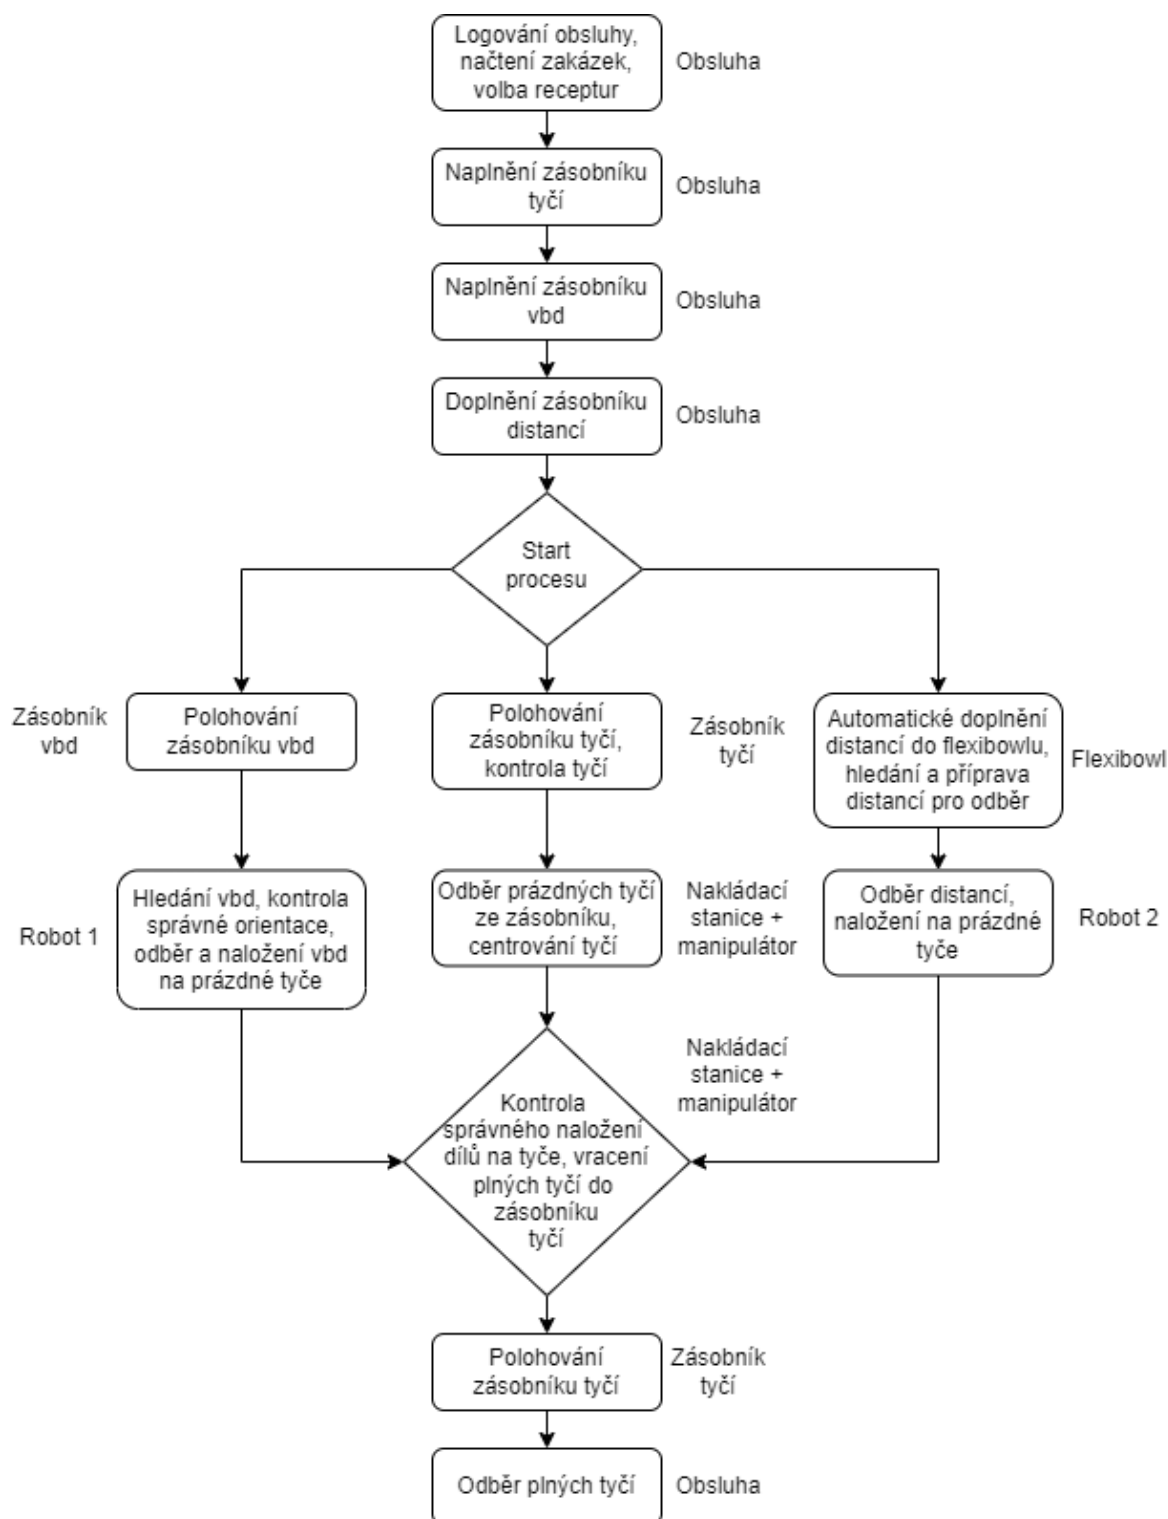 Logování obsluhy,
načtení zakázek,
volba receptur
Obsluha
Naplnění zásobníku
tyčí
Obsluha
Naplnění zásobníku
vbd
Obsluha
Doplnění zásobníku
distancí
Obsluha
Start
procesu
Zásobník
vbd
Polohování
zásobníku vbd
Polohování
zásobníku tyčí,
kontrola tyčí
Zásobník
tyčí
Automatické doplnění
distancí do flexibowlu,
hledání a příprava
distancí pro odběr
Flexibowl
Robot 1
Hledání vbd, kontrola
správné orientace,
odběr a naložení vbd
na prázdné tyče
Odběr prázdných tyčí
ze zásobníku,
centrování tyčí
Nakládací
stanice +
manipulátor
Odběr distancí,
naložení na prázdné
tyče
Robot 2
Nakládací
stanice +
manipulátor
Kontrola
správného naložení
dílů na tyče, vracení
plných tyčí do
zásobníku
tyčí
Polohování
zásobníku tyčí
Zásobník
tyčí
Odběr plných tyčí
Obsluha